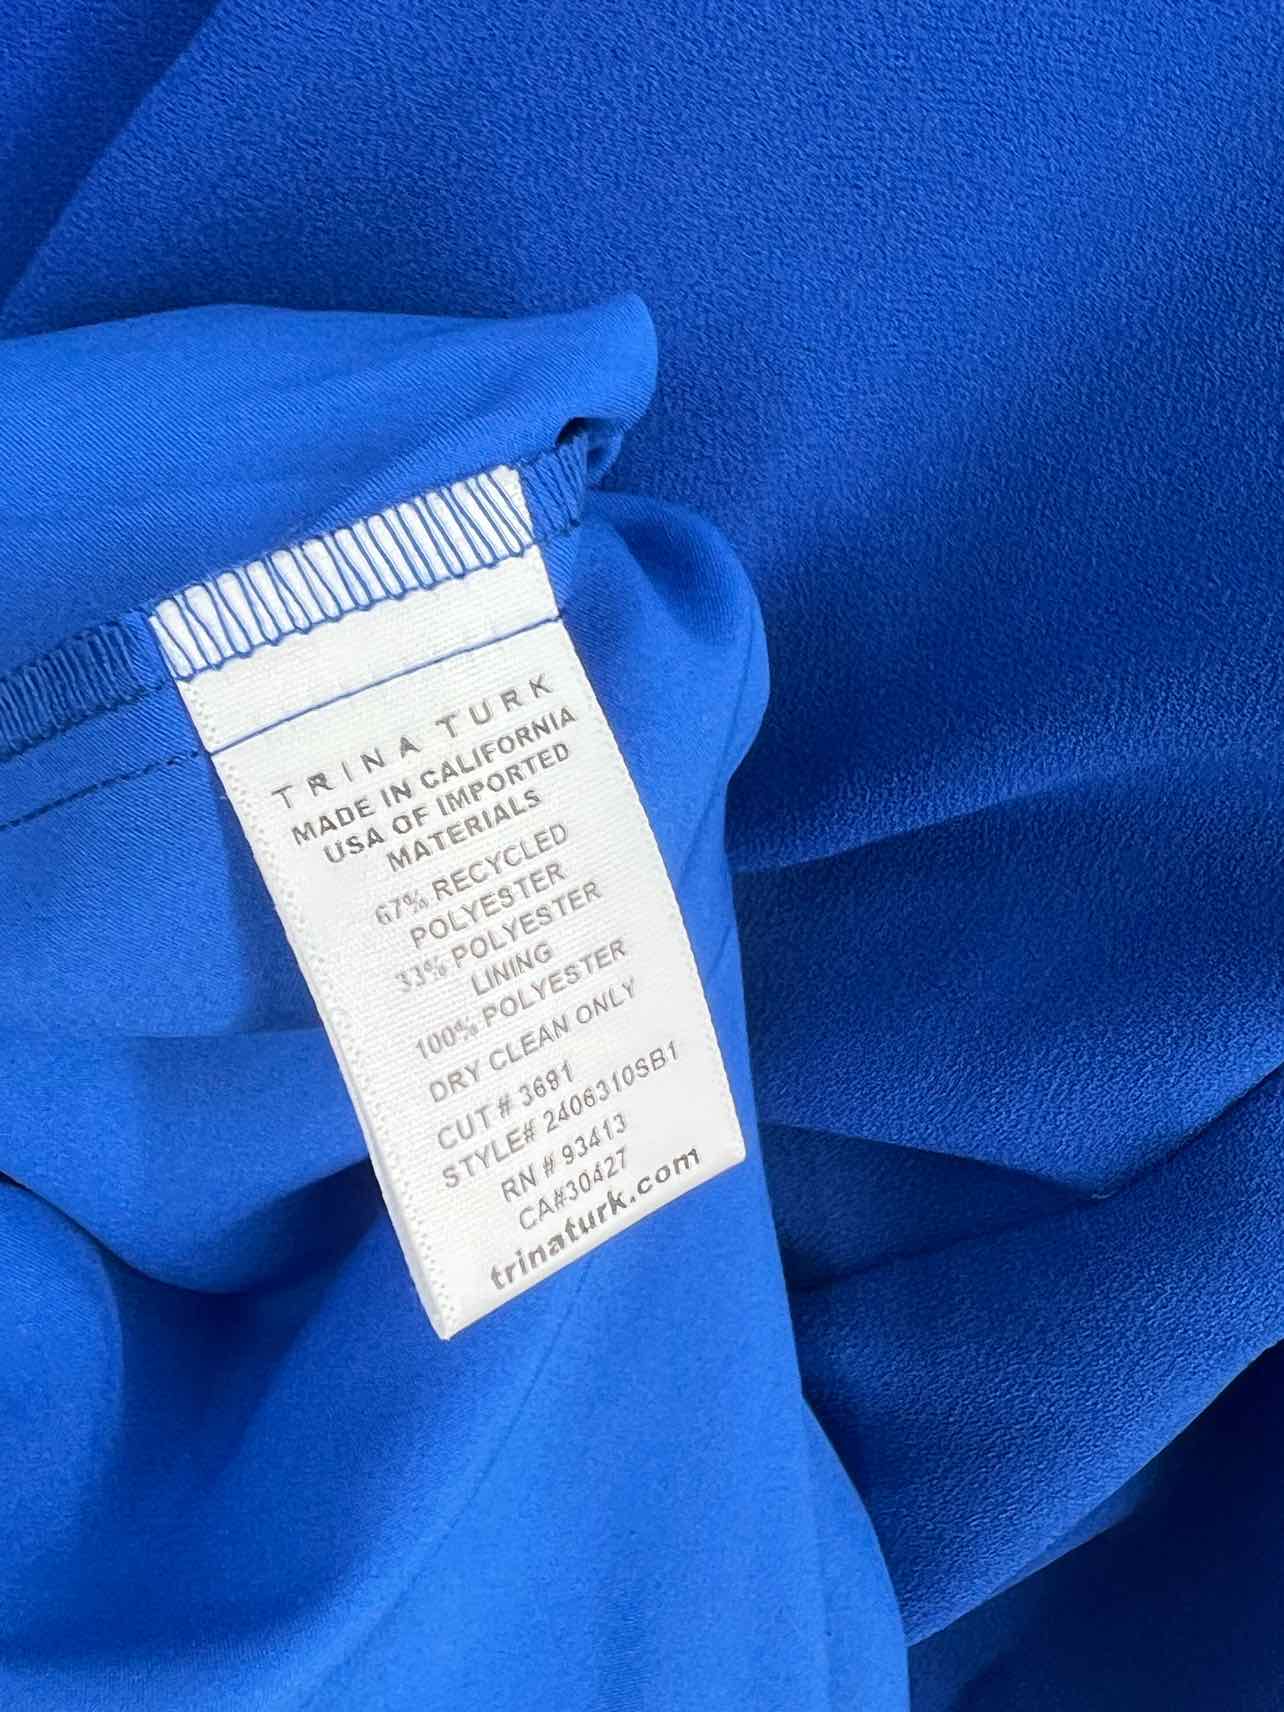 TRINA TURK
MADE IN CALIFORNIA
USA OF IMPORTED
MATERIALS
67% RECYCLED
POLYESTER
33% POLYESTER
LINING
100% POLYESTER
DRY CLEAN ONLY
CUT # 3691
STYLE# 2406310SB1
RN # 93413
CA#30427
trinaturk.com